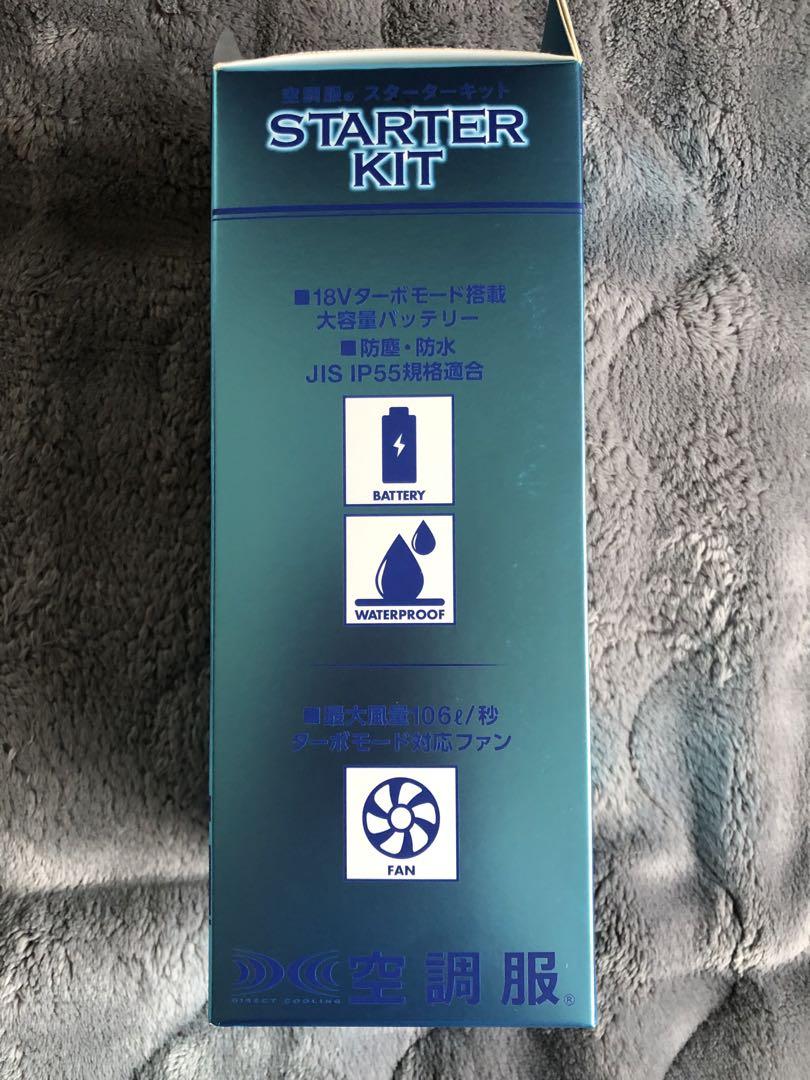 空調服® スターターキット
STARTER
KIT
■18Vターボモード搭載
大容量バッテリー
■防塵・防水
JIS IP55規格適合
BATTERY
WATERPROOF
■最大風量106ℓ/秒
ターボモード対応ファン
FAN
DIRECT COOLING
空調服®